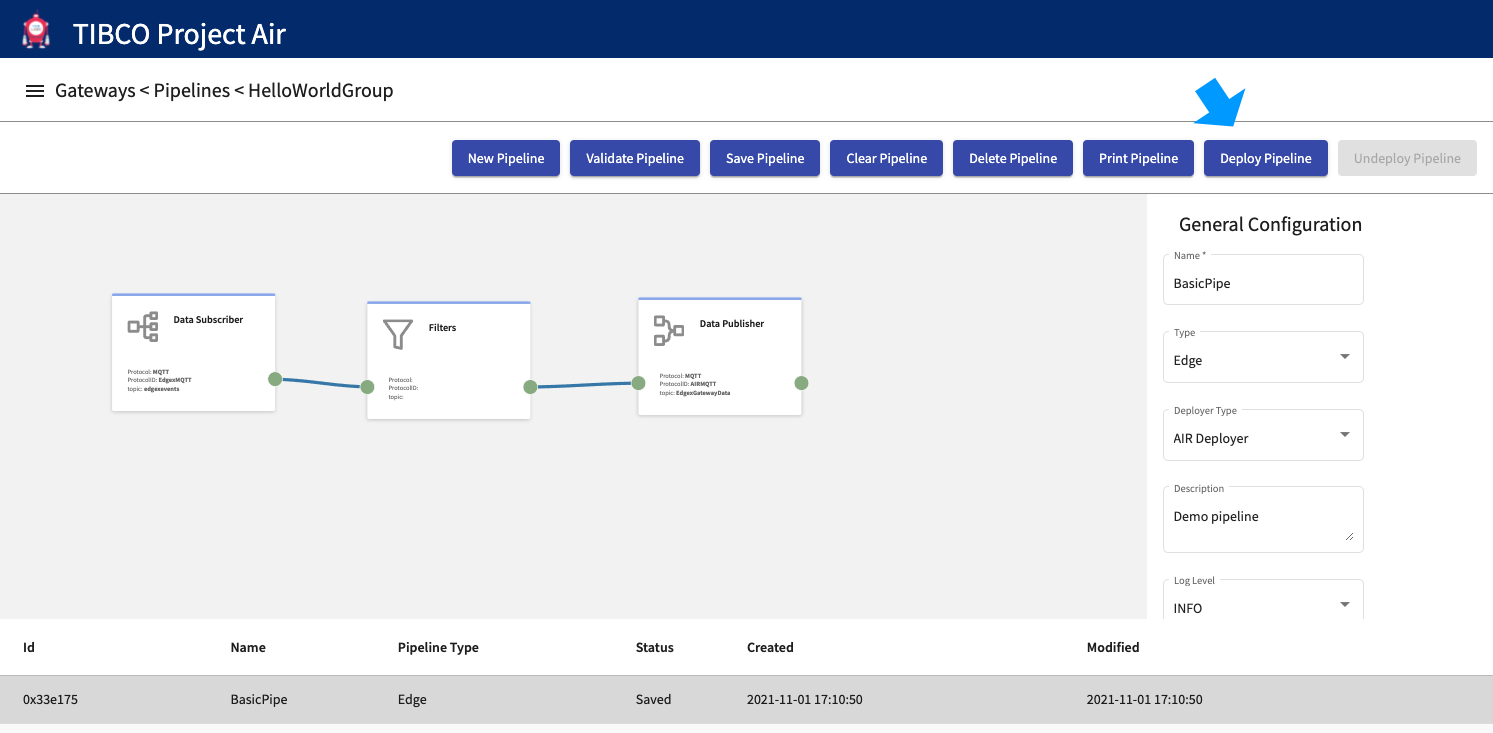 TIBCO Project Air
Gateways < Pipelines < HelloWorldGroup
New Pipeline Validate Pipeline Save Pipeline Clear Pipeline Delete Pipeline Print Pipeline Deploy Pipeline Undeploy Pipeline
Data Subscriber
Protocol: MQTT
ProtocolID: EdgexMQTT
topic: edgexevents
Filters
Protocol:
ProtocolID:
topic:
Data Publisher
Protocol: MQTT
ProtocolID: AIRMQTT
topic: EdgexGatewayData
General Configuration
Name *
BasicPipe
Type
Edge
Deployer Type
AIR Deployer
Description
Demo pipeline
Log Level
INFO
Id Name Pipeline Type Status Created Modified
0x33e175 BasicPipe Edge Saved 2021-11-01 17:10:50 2021-11-01 17:10:50